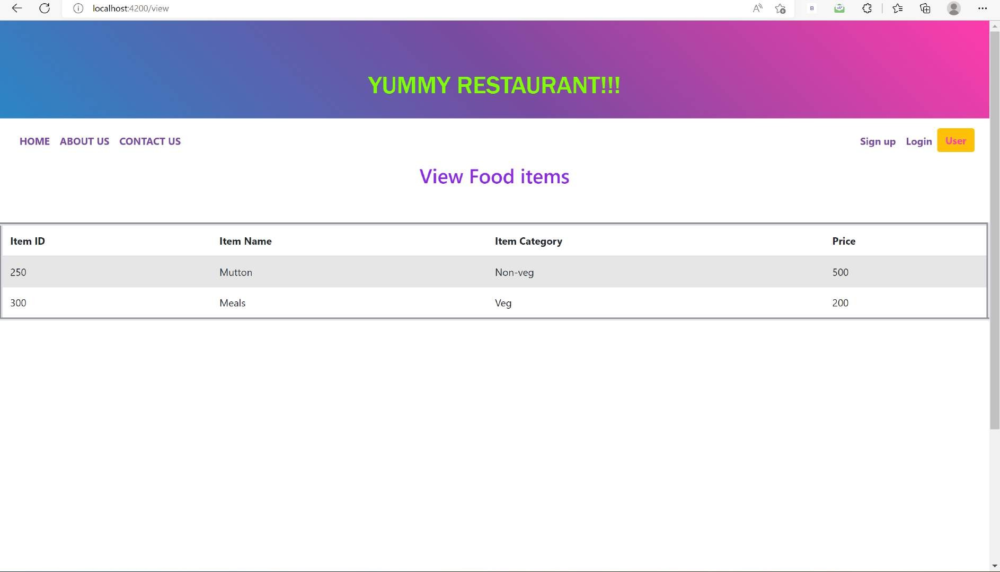 localhost:4200/view
YUMMY RESTAURANT!!!
HOME ABOUT US CONTACT US Sign up Login User
View Food items
Item ID Item Name Item Category Price
250 Mutton Non-veg 500
300 Meals Veg 200